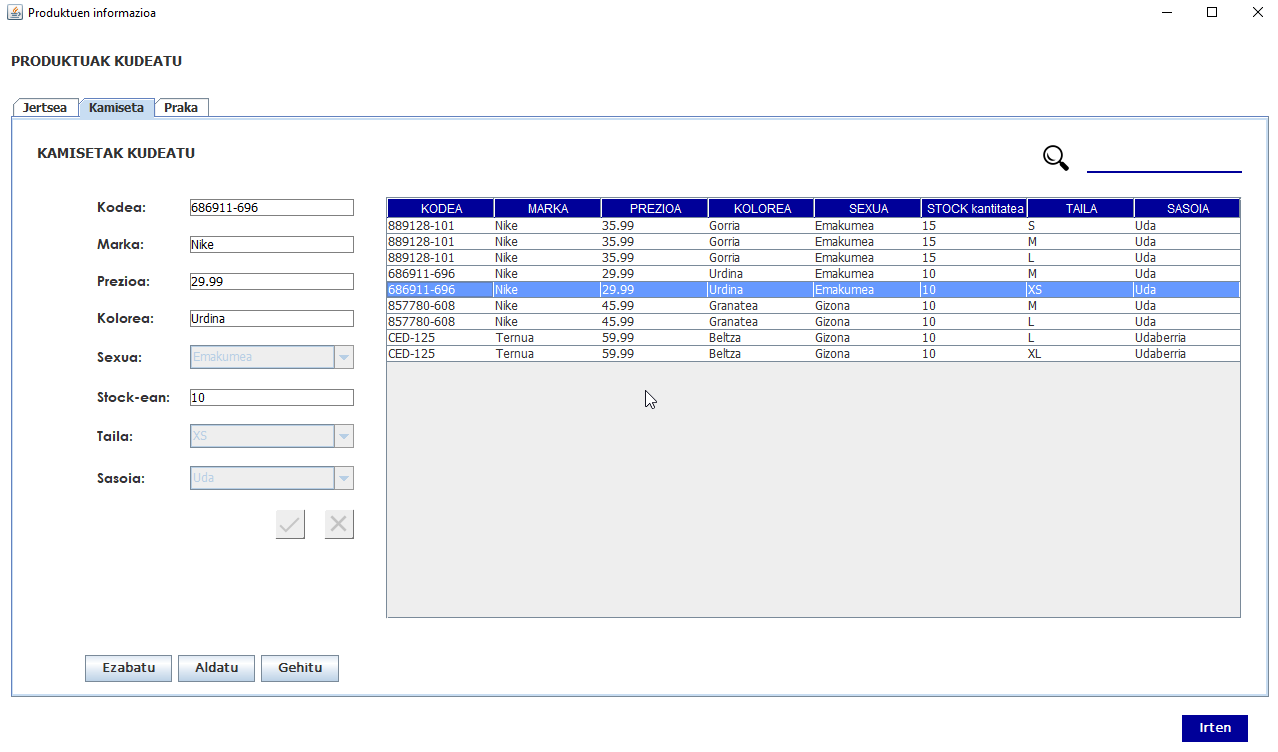 Produktuen informazioa
PRODUKTUAK KUDEATU
Jertsea Kamiseta Praka
KAMISETAK KUDEATU
Kodea: 686911-696
Marka: Nike
Prezioa: 29.99
Kolorea: Urdina
Sexua: Emakumea
Stock-ean: 10
Taila: XS
Sasoia: Uda
KODEA MARKA PREZIOA KOLOREA SEXUA STOCK kantitatea TAILA SASOIA
889128-101 Nike 35.99 Gorria Emakumea 15 S Uda
889128-101 Nike 35.99 Gorria Emakumea 15 M Uda
889128-101 Nike 35.99 Gorria Emakumea 15 L Uda
686911-696 Nike 29.99 Urdina Emakumea 10 M Uda
686911-696 Nike 29.99 Urdina Emakumea 10 XS Uda
857780-608 Nike 45.99 Granatea Gizona 10 M Uda
857780-608 Nike 45.99 Granatea Gizona 10 L Uda
CED-125 Ternua 59.99 Beltza Gizona 10 L Udaberria
CED-125 Ternua 59.99 Beltza Gizona 10 XL Udaberria
Ezabatu Aldatu Gehitu
Irten